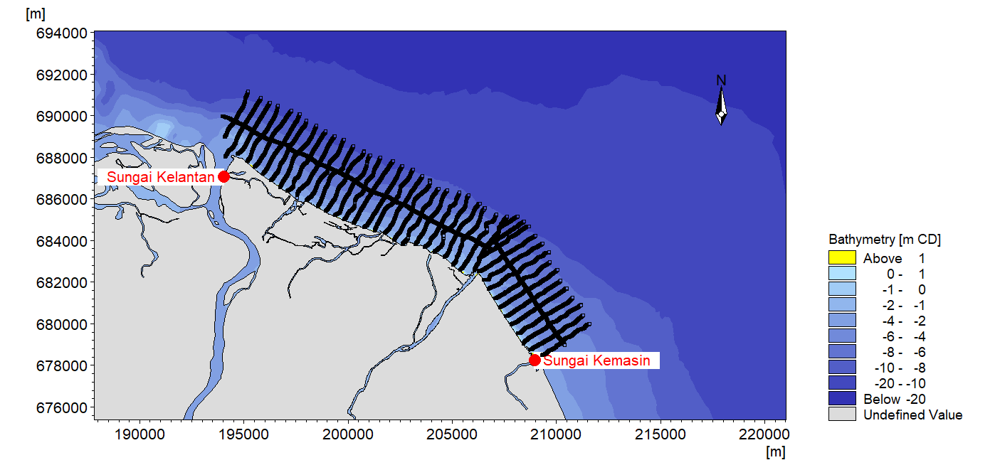 [m]
694000
692000
690000
688000
686000
684000
682000
680000
678000
676000
N
Sungai Kelantan
Sungai Kemasin
190000 195000 200000 205000 210000 215000 220000
[m]
Bathymetry [m CD]
Above 1
0 - 1
-1 - 0
-2 - -1
-4 - -2
-6 - -4
-8 - -6
-10 - -8
-20 - -10
Below -20
Undefined Value